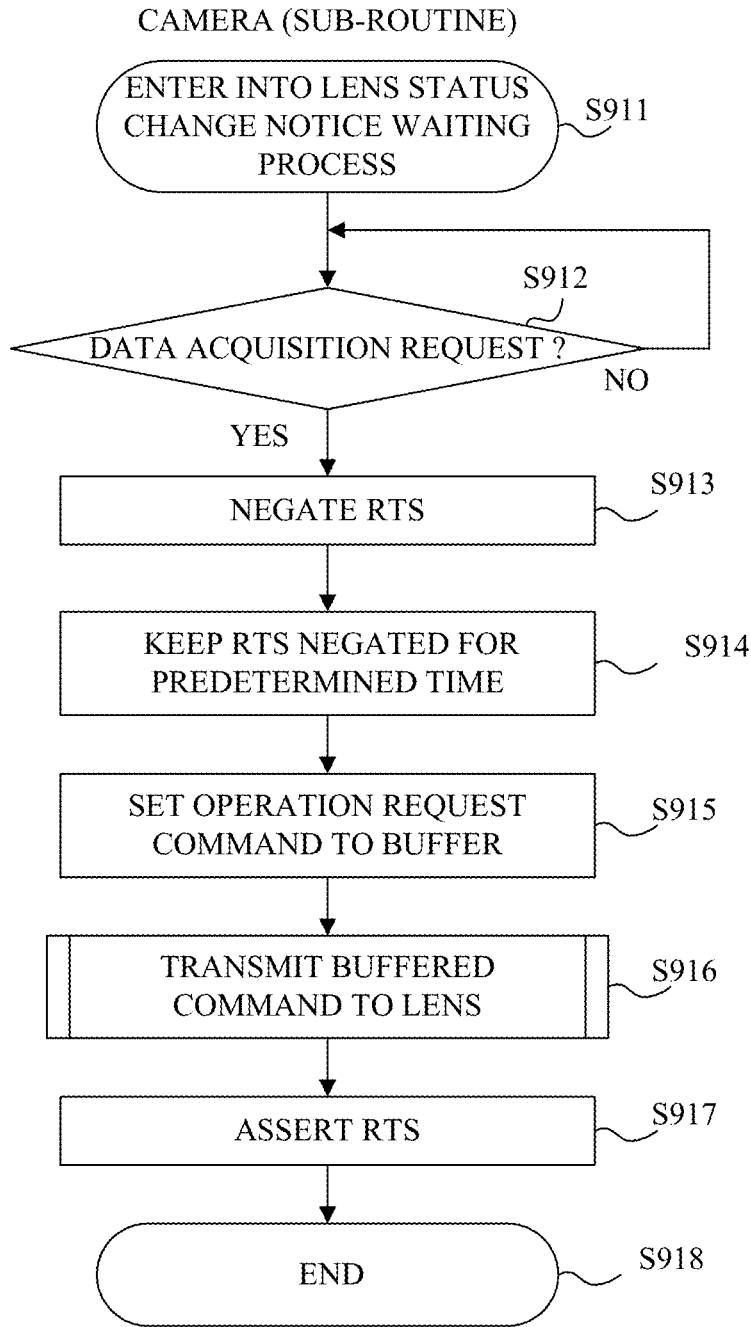 CAMERA (SUB-ROUTINE)
ENTER INTO LENS STATUS
CHANGE NOTICE WAITING
PROCESS
S911
S912
DATA ACQUISITION REQUEST ?
NO
YES
NEGATE RTS
S913
KEEP RTS NEGATED FOR
PREDETERMINED TIME
S914
SET OPERATION REQUEST
COMMAND TO BUFFER
S915
TRANSMIT BUFFERED
COMMAND TO LENS
S916
ASSERT RTS
S917
END
S918